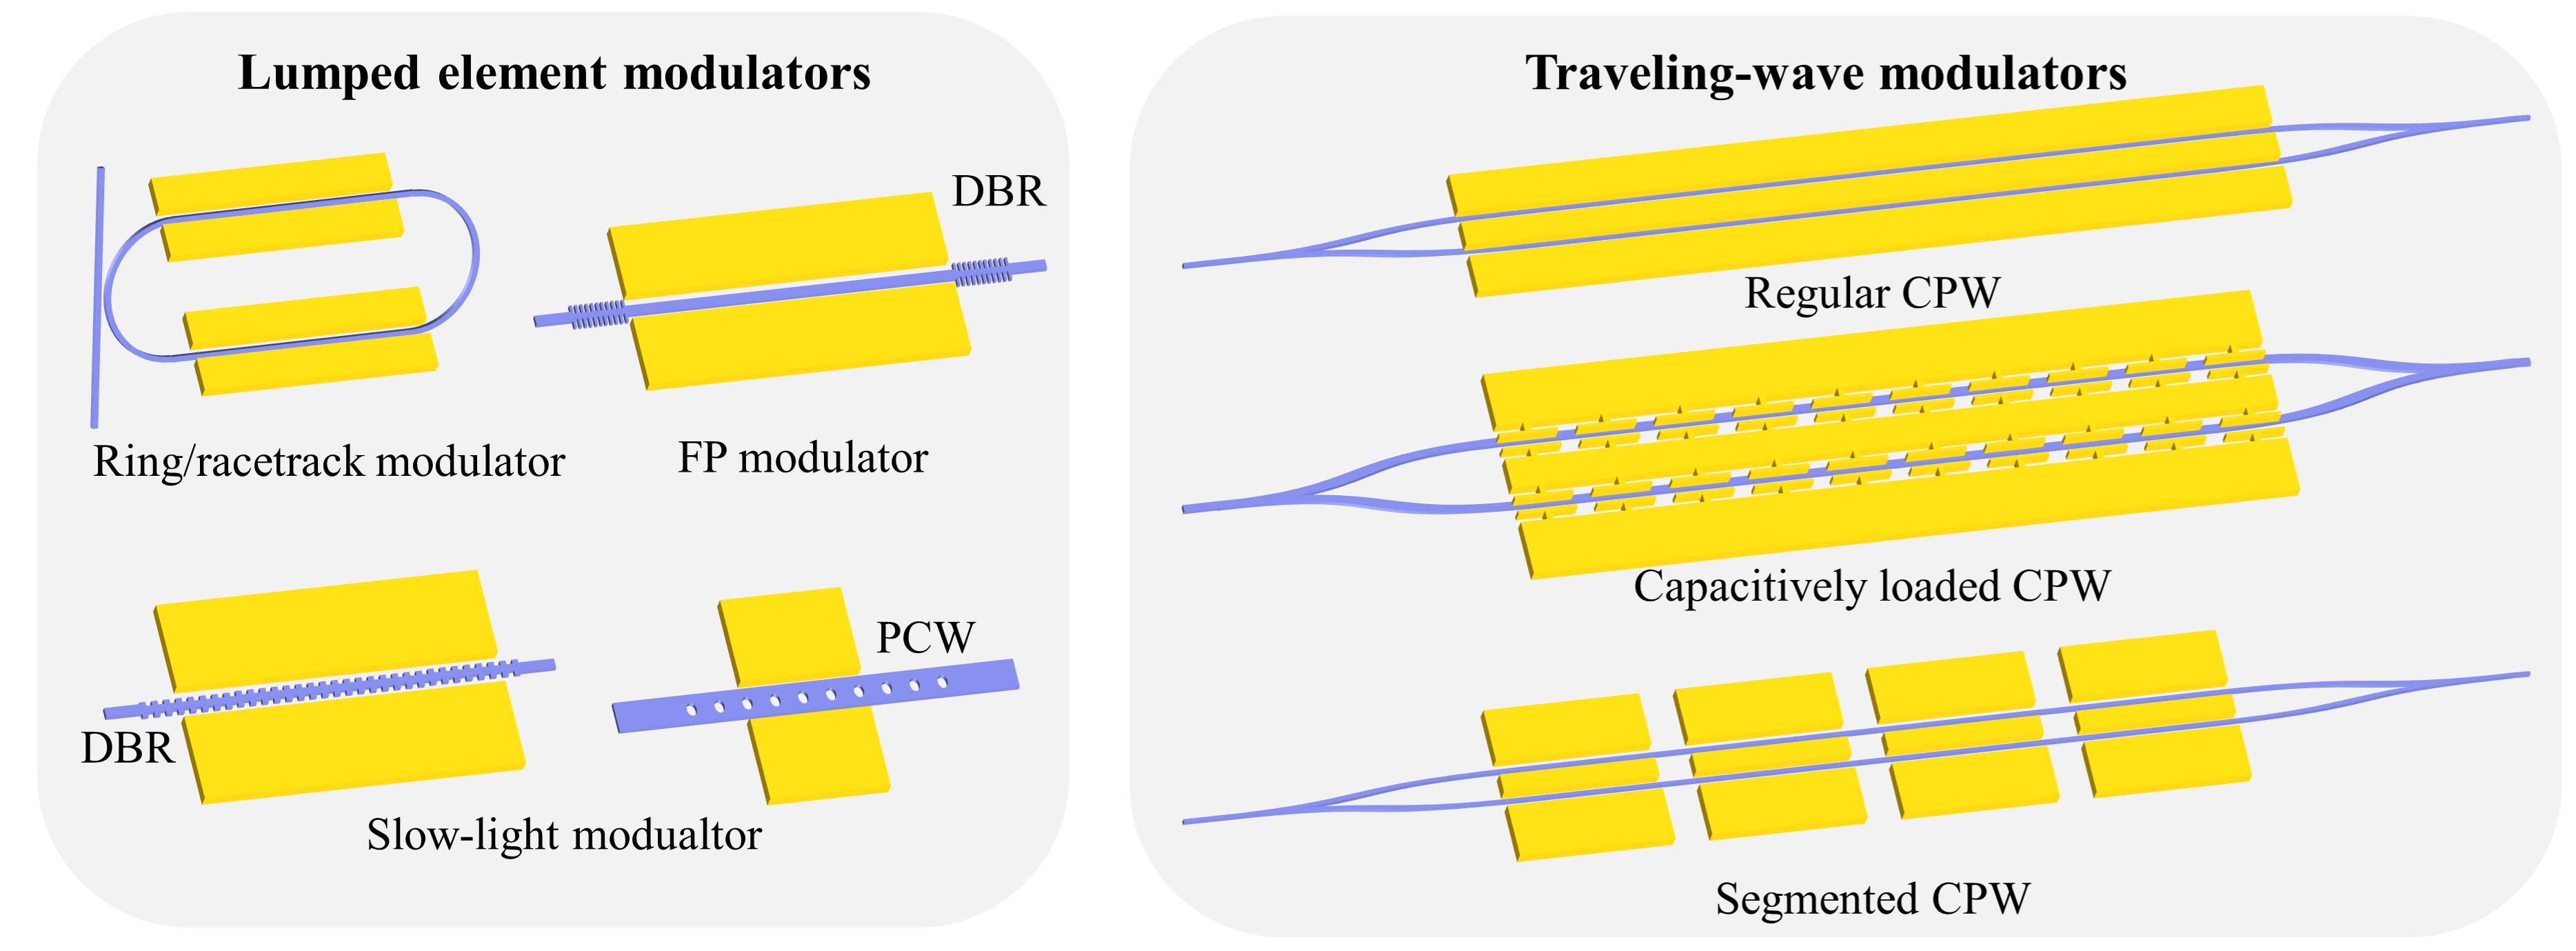 Lumped element modulators
DBR
Ring/racetrack modulator
FP modulator
PCW
DBR
Slow-light modualtor
Traveling-wave modulators
Regular CPW
Capacitively loaded CPW
Segmented CPW